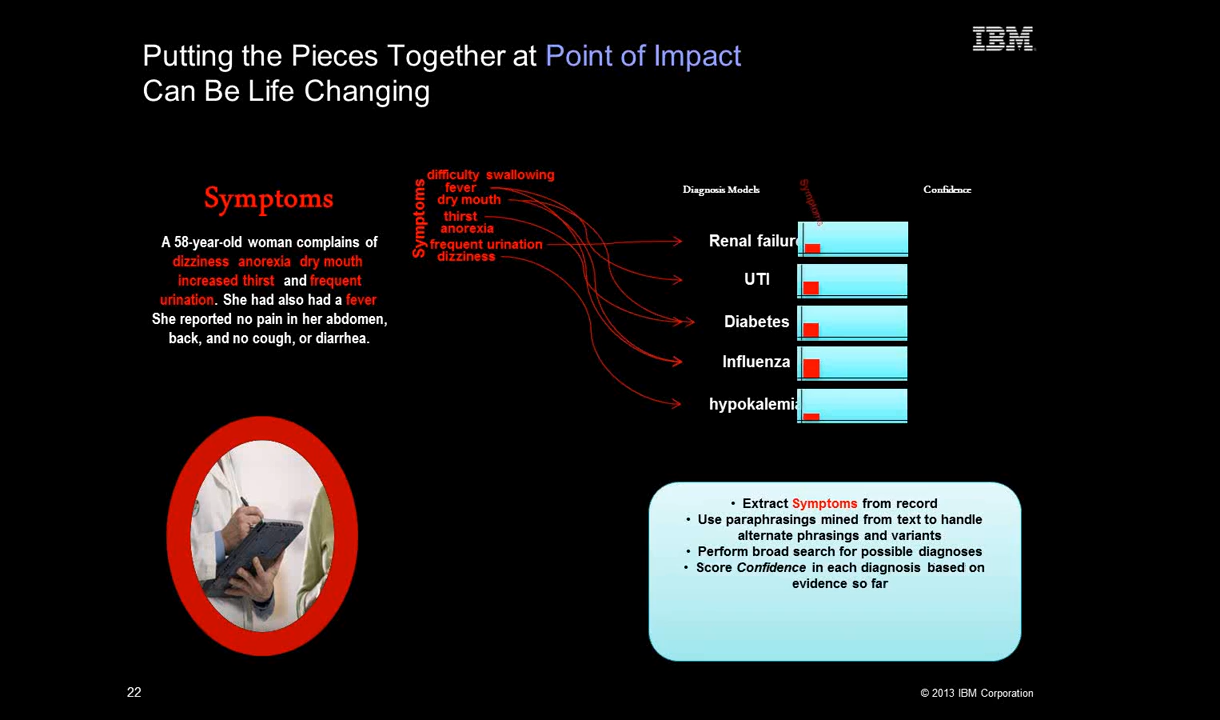 IBM
Putting the Pieces Together at Point of Impact
Can Be Life Changing
Symptoms
A 58-year-old woman complains of
dizziness anorexia dry mouth
increased thirst and frequent
urination. She had also had a fever
She reported no pain in her abdomen,
back, and no cough, or diarrhea.
Symptoms
difficulty swallowing
fever
dry mouth
thirst
anorexia
frequent urination
dizziness
Diagnosis Models
Symptoms
Confidence
Renal failure
UTI
Diabetes
Influenza
hypokalemia
• Extract Symptoms from record
• Use paraphrasings mined from text to handle
alternate phrasings and variants
• Perform broad search for possible diagnoses
• Score Confidence in each diagnosis based on
evidence so far
22
© 2013 IBM Corporation